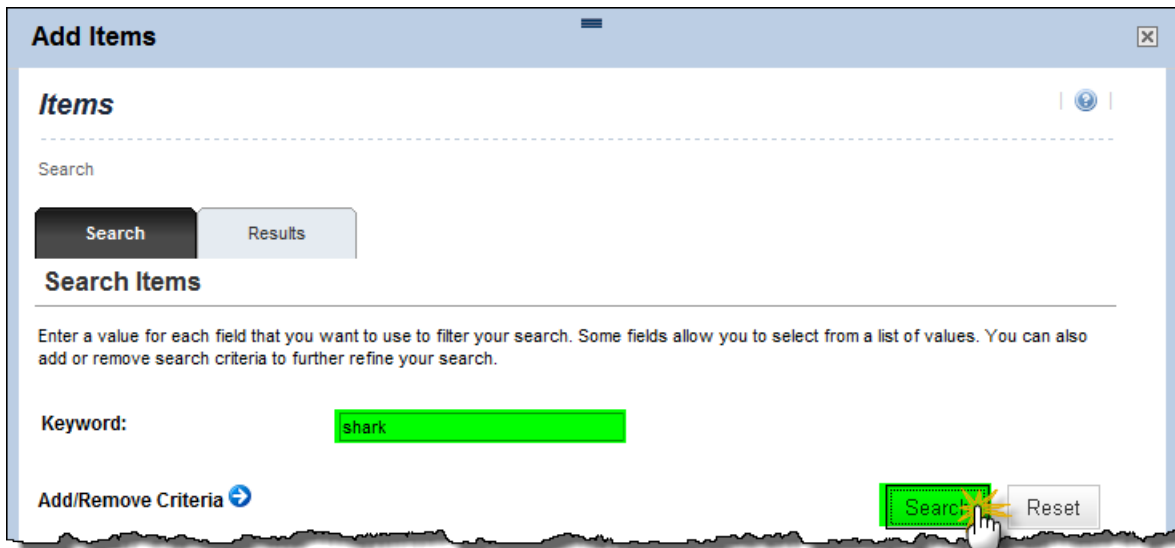 Add Items
Items
Search
Search Results
Search Items
Enter a value for each field that you want to use to filter your search. Some fields allow you to select from a list of values. You can also
add or remove search criteria to further refine your search.
Keyword: shark
Add/Remove Criteria Search Reset